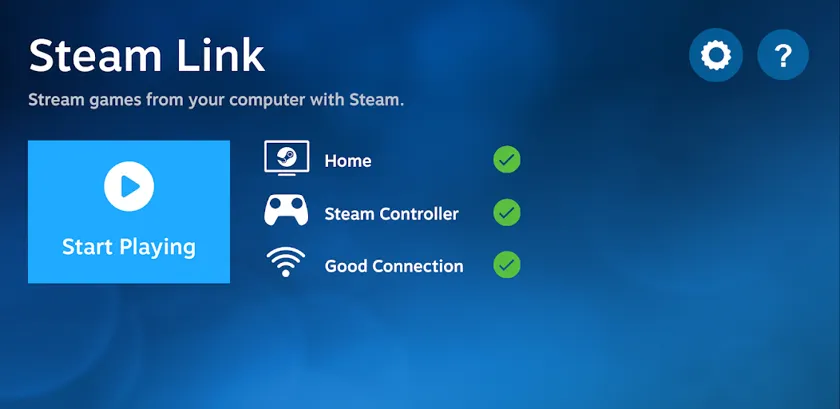 Steam Link
?
Stream games from your computer with Steam.
Home
Steam Controller
Start Playing
Good Connection